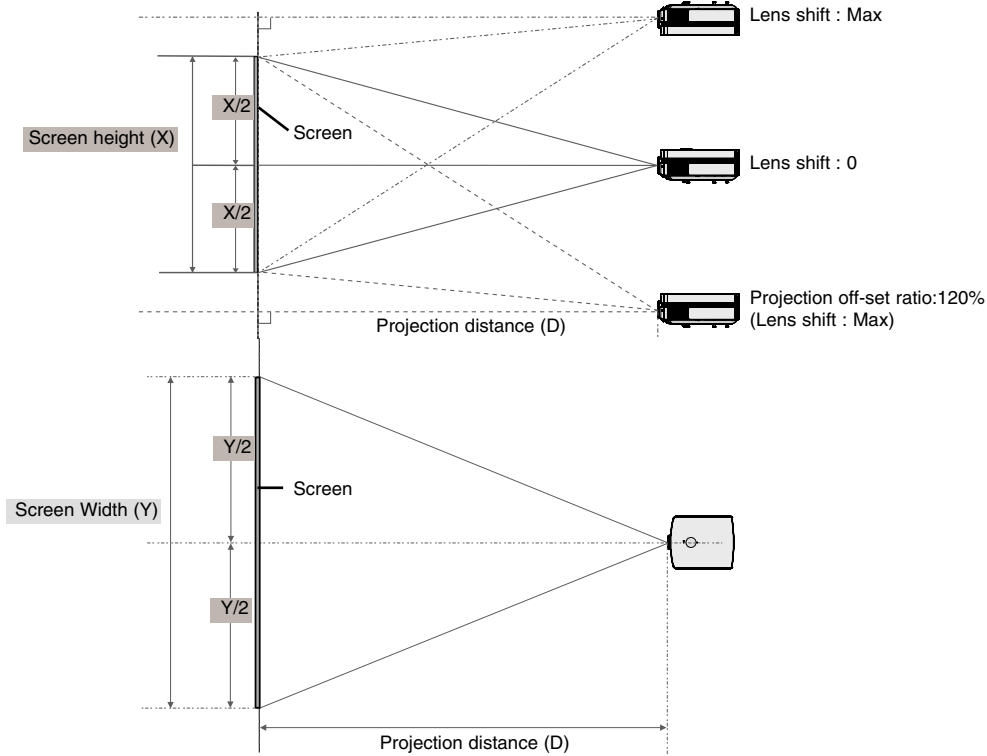 Lens shift : Max
X/2
Screen
Screen height (X)
Lens shift : 0
X/2
Projection off-set ratio:120%
(Lens shift : Max)
Projection distance (D)
Y/2
Screen
Screen Width (Y)
Y/2
Projection distance (D)